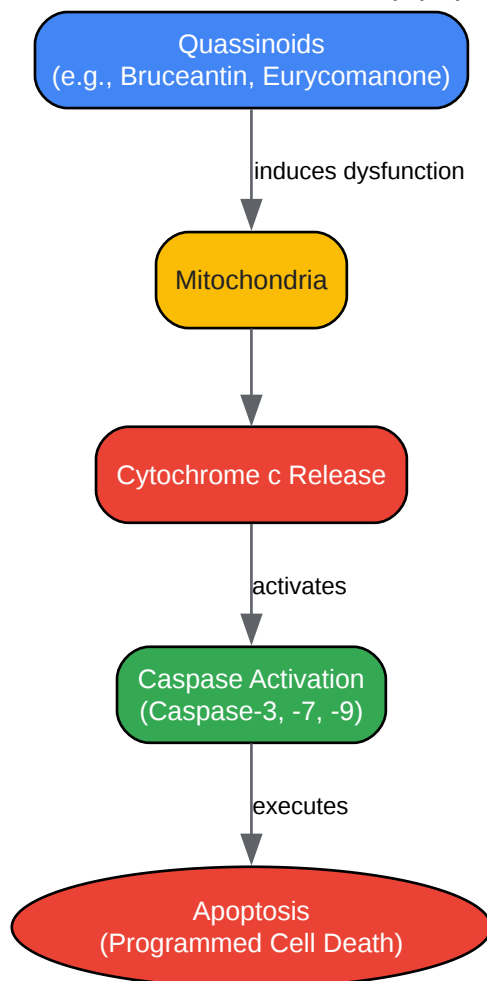 Quassinoids
(e.g., Bruceantin, Eurycomanone)
induces dysfunction
Mitochondria
Cytochrome c Release
activates
Caspase Activation
(Caspase-3, -7, -9)
executes
Apoptosis
(Programmed Cell Death)